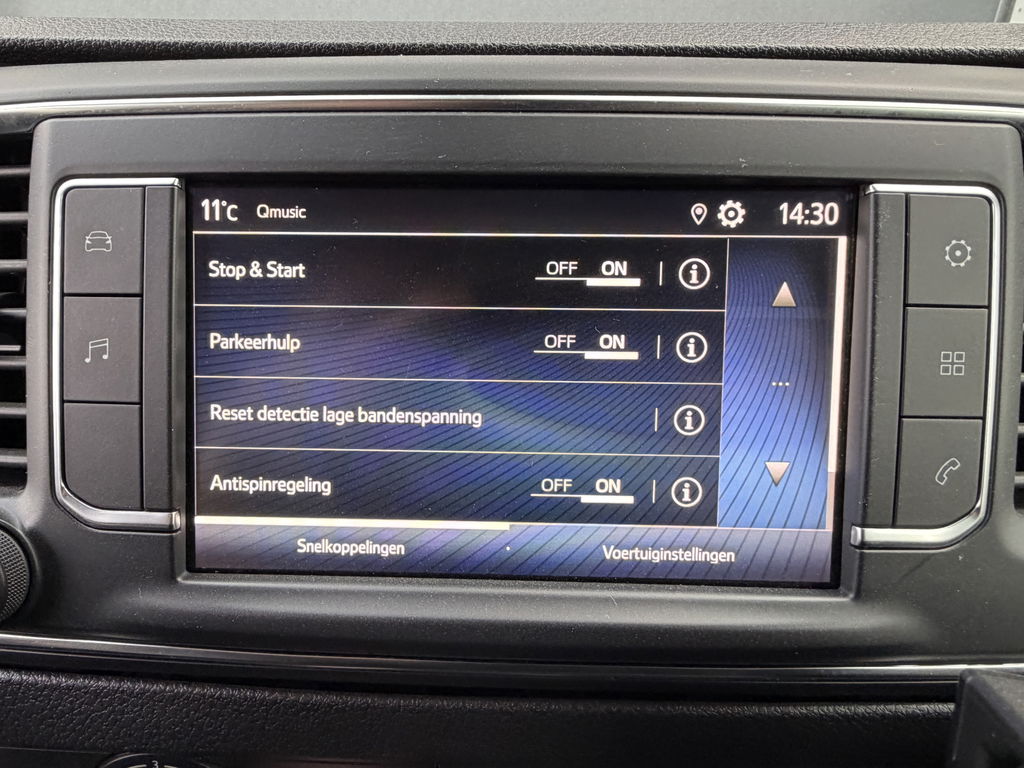 11°C Qmusic 14:30
Stop & Start OFF ON i
Parkeerhulp OFF ON i
Reset detectie lage bandenspanning i
Antispinregeling OFF ON i
Snelkoppelingen Voertuiginstellingen
3